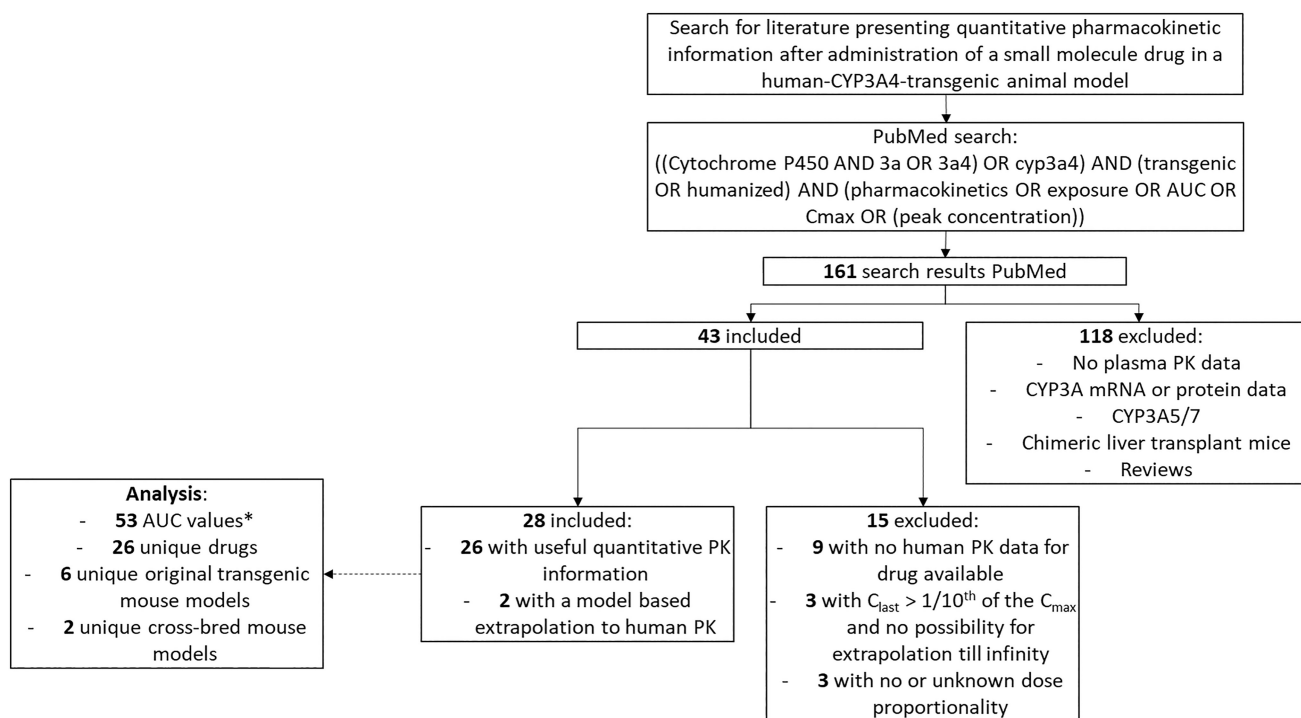 Search for literature presenting quantitative pharmacokinetic
information after administration of a small molecule drug in a
human-CYP3A4-transgenic animal model
PubMed search:
((Cytochrome P450 AND 3a OR 3a4) OR cyp3a4) AND (transgenic
OR humanized) AND (pharmacokinetics OR exposure OR AUC OR
Cmax OR (peak concentration))
161 search results PubMed
43 included
118 excluded:
- No plasma PK data
- CYP3A mRNA or protein data
- CYP3A5/7
- Chimeric liver transplant mice
- Reviews
Analysis:
- 53 AUC values*
- 26 unique drugs
- 6 unique original transgenic
mouse models
- 2 unique cross-bred mouse
models
28 included:
- 26 with useful quantitative PK
information
- 2 with a model based
extrapolation to human PK
15 excluded:
- 9 with no human PK data for
drug available
- 3 with Clast > 1/10th of the Cmax
and no possibility for
extrapolation till infinity
- 3 with no or unknown dose
proportionality